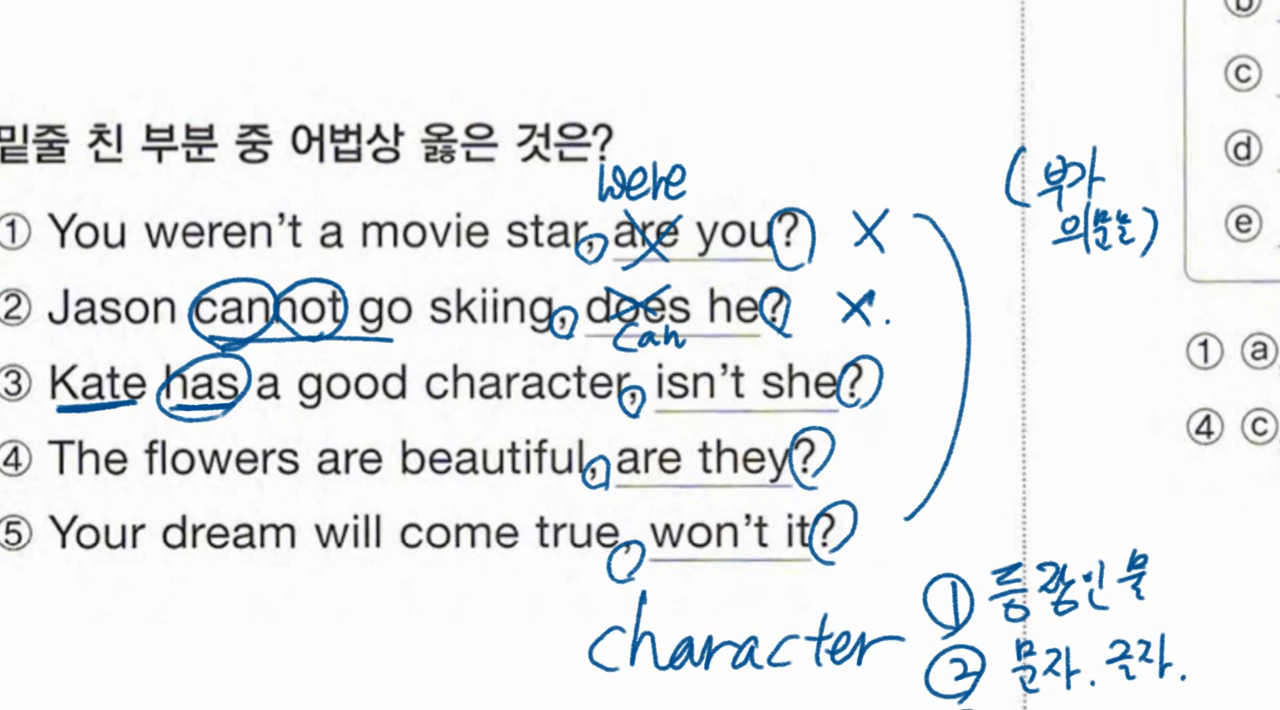 밑줄 친 부분 중 어법상 옳은 것은?
were
① You weren't a movie star, are you? X
(부가
의문문)
② Jason cannot go skiing, does he? X.
can
③ Kate has a good character, isn't she?
④ The flowers are beautiful, are they?
⑤ Your dream will come true, won't it?
character ① 등장인물
② 문자. 글자.
ⓑ
ⓒ
ⓓ
ⓔ
① ⓐ
④ ⓒ